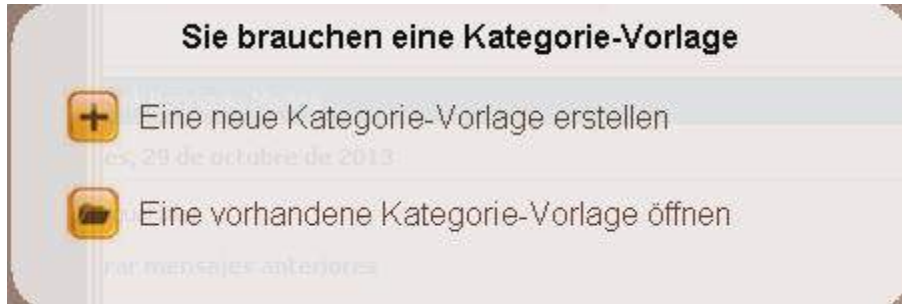 Sie brauchen eine Kategorie-Vorlage
Eine neue Kategorie-Vorlage erstellen
es, 29 de octubre de 2013
Eine vorhandene Kategorie-Vorlage öffnen
rar mensajes anteriores